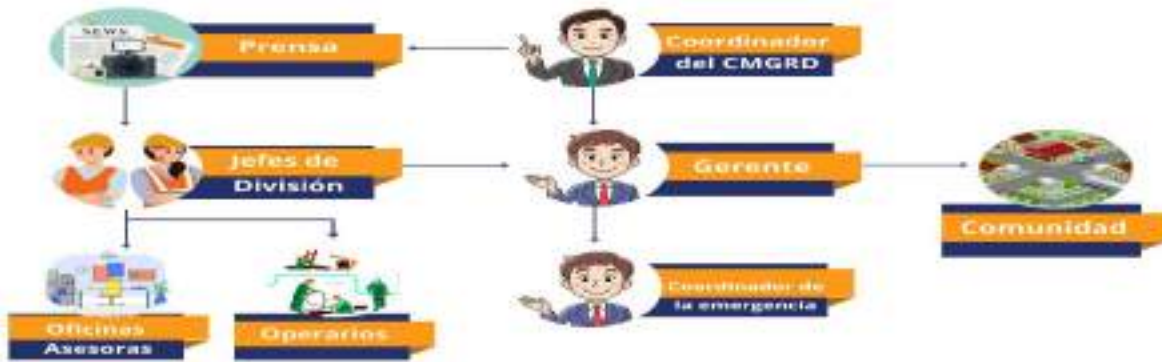 NEWS
Prensa
Coordinador
del CMGRD
Jefes de
División
Gerente
Comunidad
Oficinas
Asesoras
Operarios
Coordinador de
la emergencia